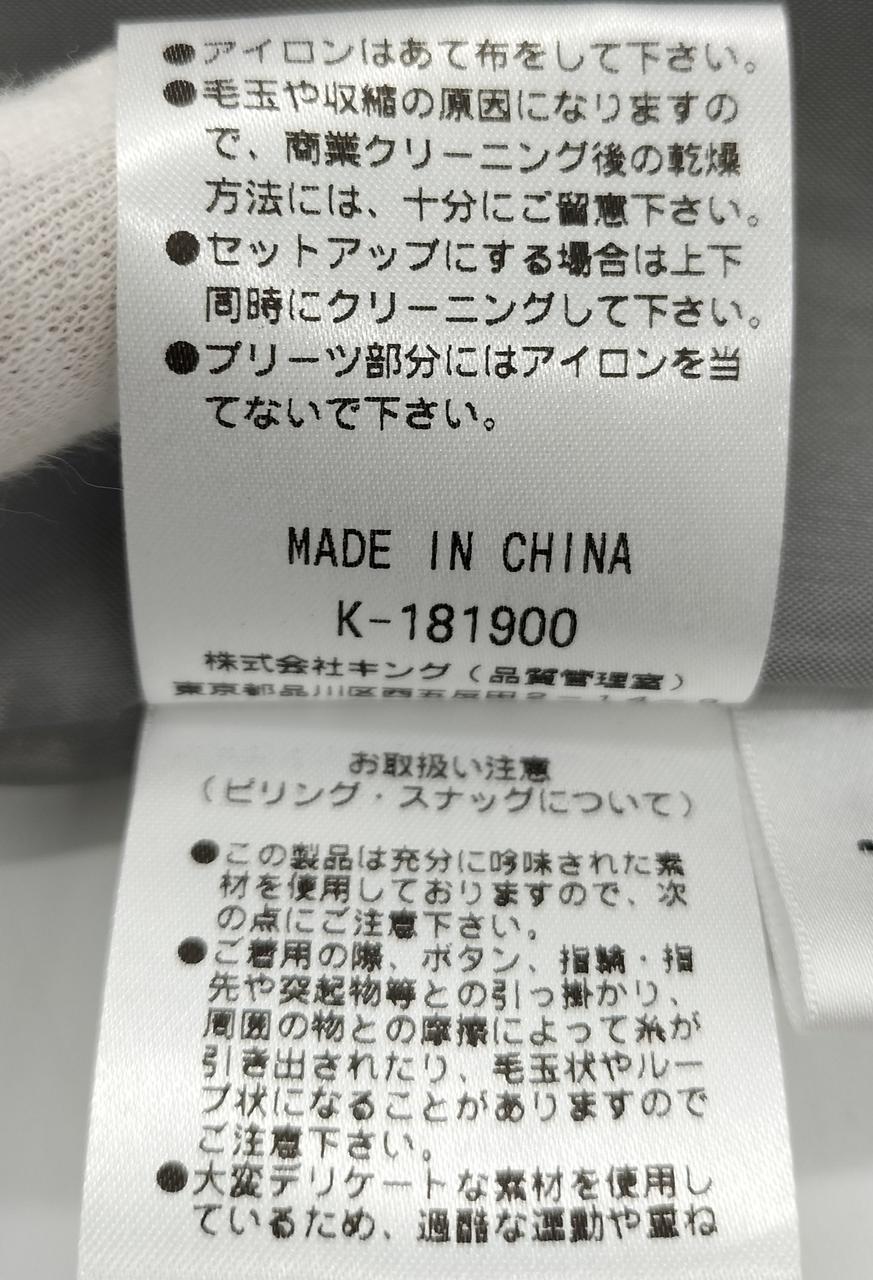 ●アイロンはあて布をして下さい。
●毛玉や収縮の原因になりますの
で、商業クリーニング後の乾燥
方法には、十分にご留意下さい。
●セットアップにする場合は上下
同時にクリーニングして下さい。
●プリーツ部分にはアイロンを当
てないで下さい。
MADE IN CHINA
K-181900
株式会社キング(品質管理室)
東京都品川区西五反田2-14-9
お取扱い注意
(ピリング・スナッグについて)
●この製品は充分に吟味された素
材を使用しておりますので、次
の点にご注意下さい。
●ご着用の際、ボタン、指輪・指
先や突起物等との引っ掛かり、
周囲の物との摩擦によって糸が
引き出されたり、毛玉状やルー
プ状になることがありますので
ご注意下さい。
●大変デリケートな素材を使用し
ているため、過酷な運動や重ね